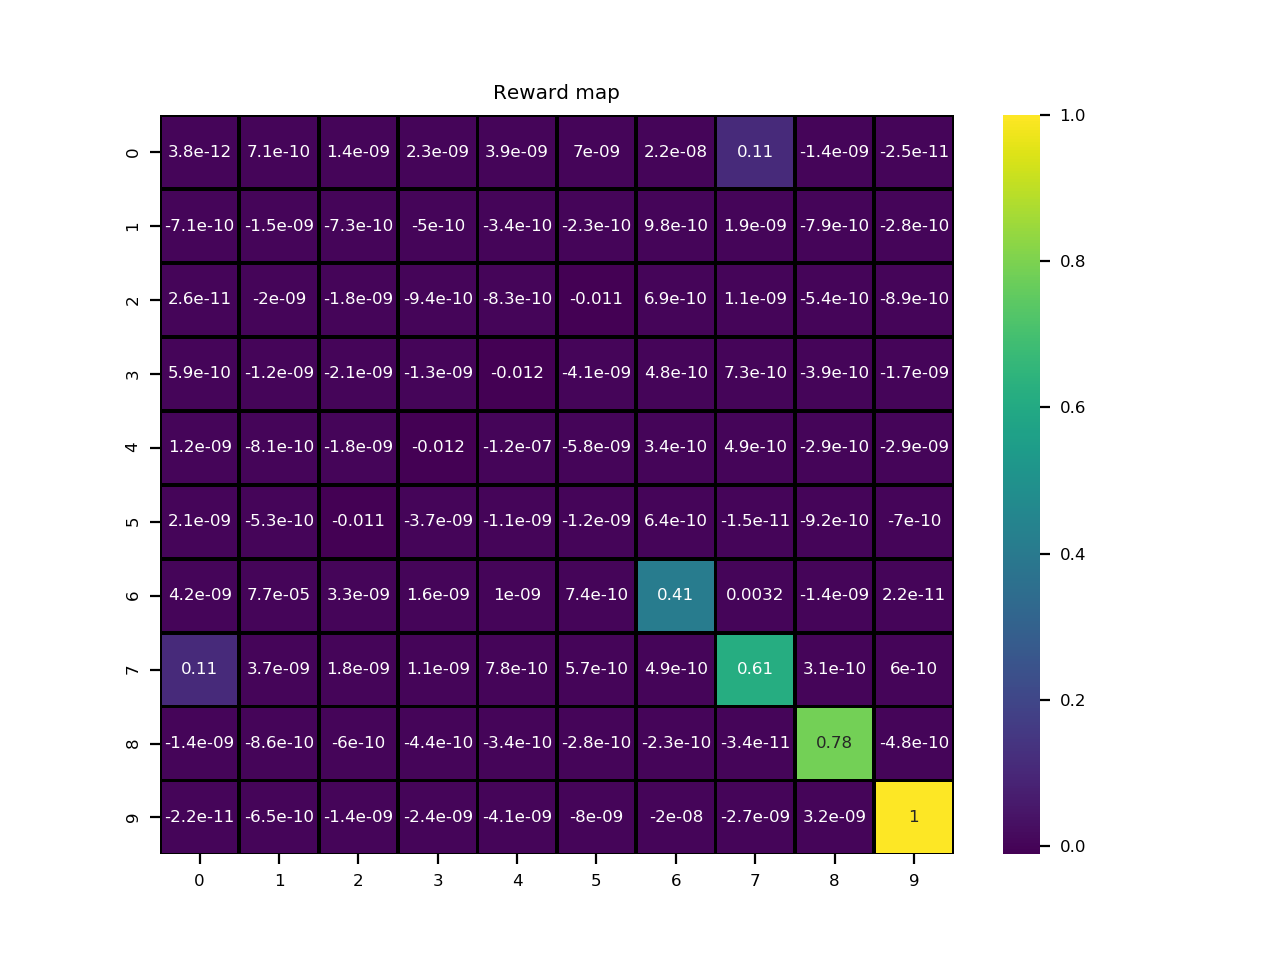 Reward map
0 3.8e-12 7.1e-10 1.4e-09 2.3e-09 3.9e-09 7e-09 2.2e-08 0.11 -1.4e-09 -2.5e-11
1 -7.1e-10 -1.5e-09 -7.3e-10 -5e-10 -3.4e-10 -2.3e-10 9.8e-10 1.9e-09 -7.9e-10 -2.8e-10
2 2.6e-11 -2e-09 -1.8e-09 -9.4e-10 -8.3e-10 -0.011 6.9e-10 1.1e-09 -5.4e-10 -8.9e-10
3 5.9e-10 -1.2e-09 -2.1e-09 -1.3e-09 -0.012 -4.1e-09 4.8e-10 7.3e-10 -3.9e-10 -1.7e-09
4 1.2e-09 -8.1e-10 -1.8e-09 -0.012 -1.2e-07 -5.8e-09 3.4e-10 4.9e-10 -2.9e-10 -2.9e-09
5 2.1e-09 -5.3e-10 -0.011 -3.7e-09 -1.1e-09 -1.2e-09 6.4e-10 -1.5e-11 -9.2e-10 -7e-10
6 4.2e-09 7.7e-05 3.3e-09 1.6e-09 1e-09 7.4e-10 0.41 0.0032 -1.4e-09 2.2e-11
7 0.11 3.7e-09 1.8e-09 1.1e-09 7.8e-10 5.7e-10 4.9e-10 0.61 3.1e-10 6e-10
8 -1.4e-09 -8.6e-10 -6e-10 -4.4e-10 -3.4e-10 -2.8e-10 -2.3e-10 -3.4e-11 0.78 -4.8e-10
9 -2.2e-11 -6.5e-10 -1.4e-09 -2.4e-09 -4.1e-09 -8e-09 -2e-08 -2.7e-09 3.2e-09 1
0 1 2 3 4 5 6 7 8 9
1.0
0.8
0.6
0.4
0.2
0.0